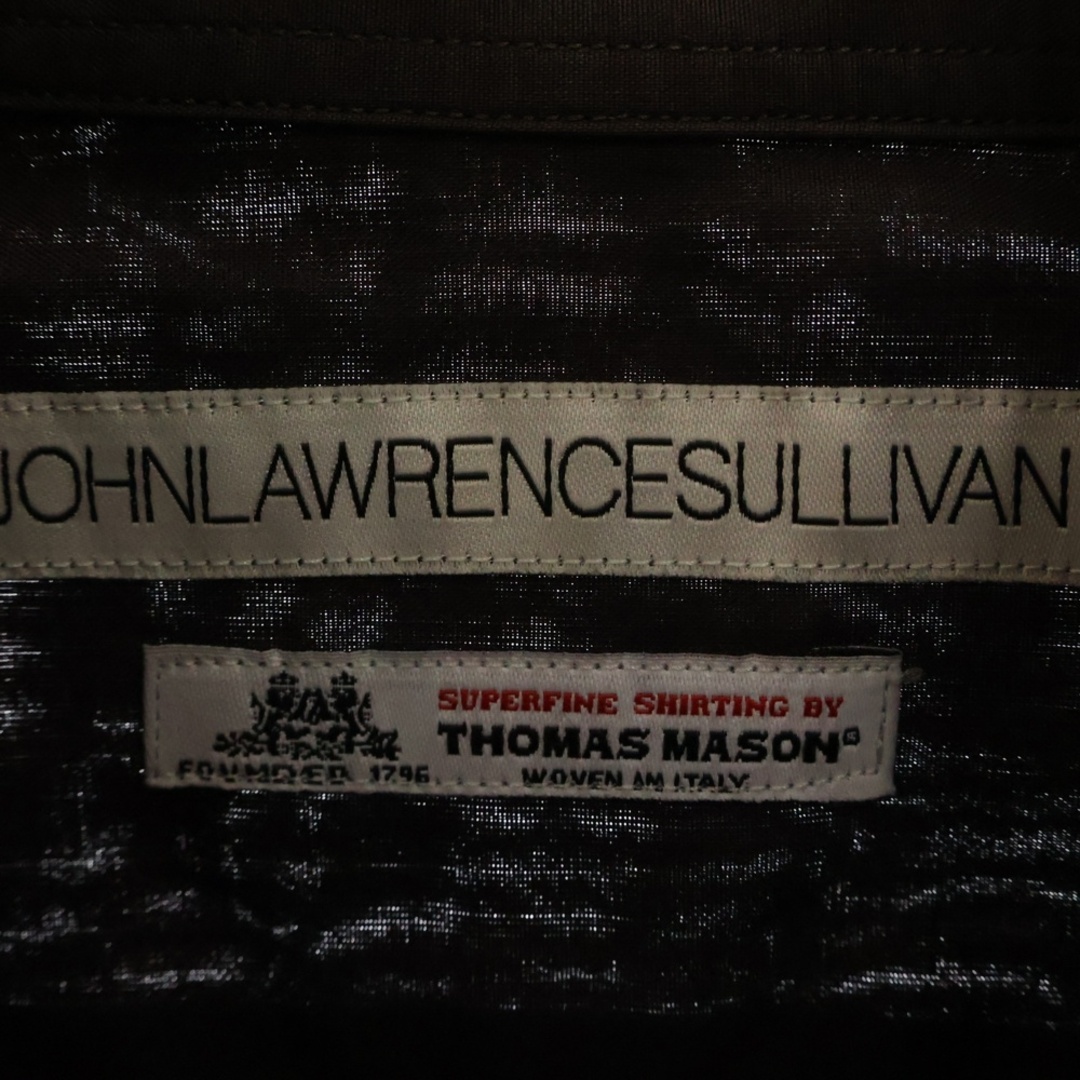 JOHNLAWRENCESULLIVAN
SUPERFINE SHIRTING BY
THOMAS MASON®
FOUNDED 1796
WOVEN IN ITALY